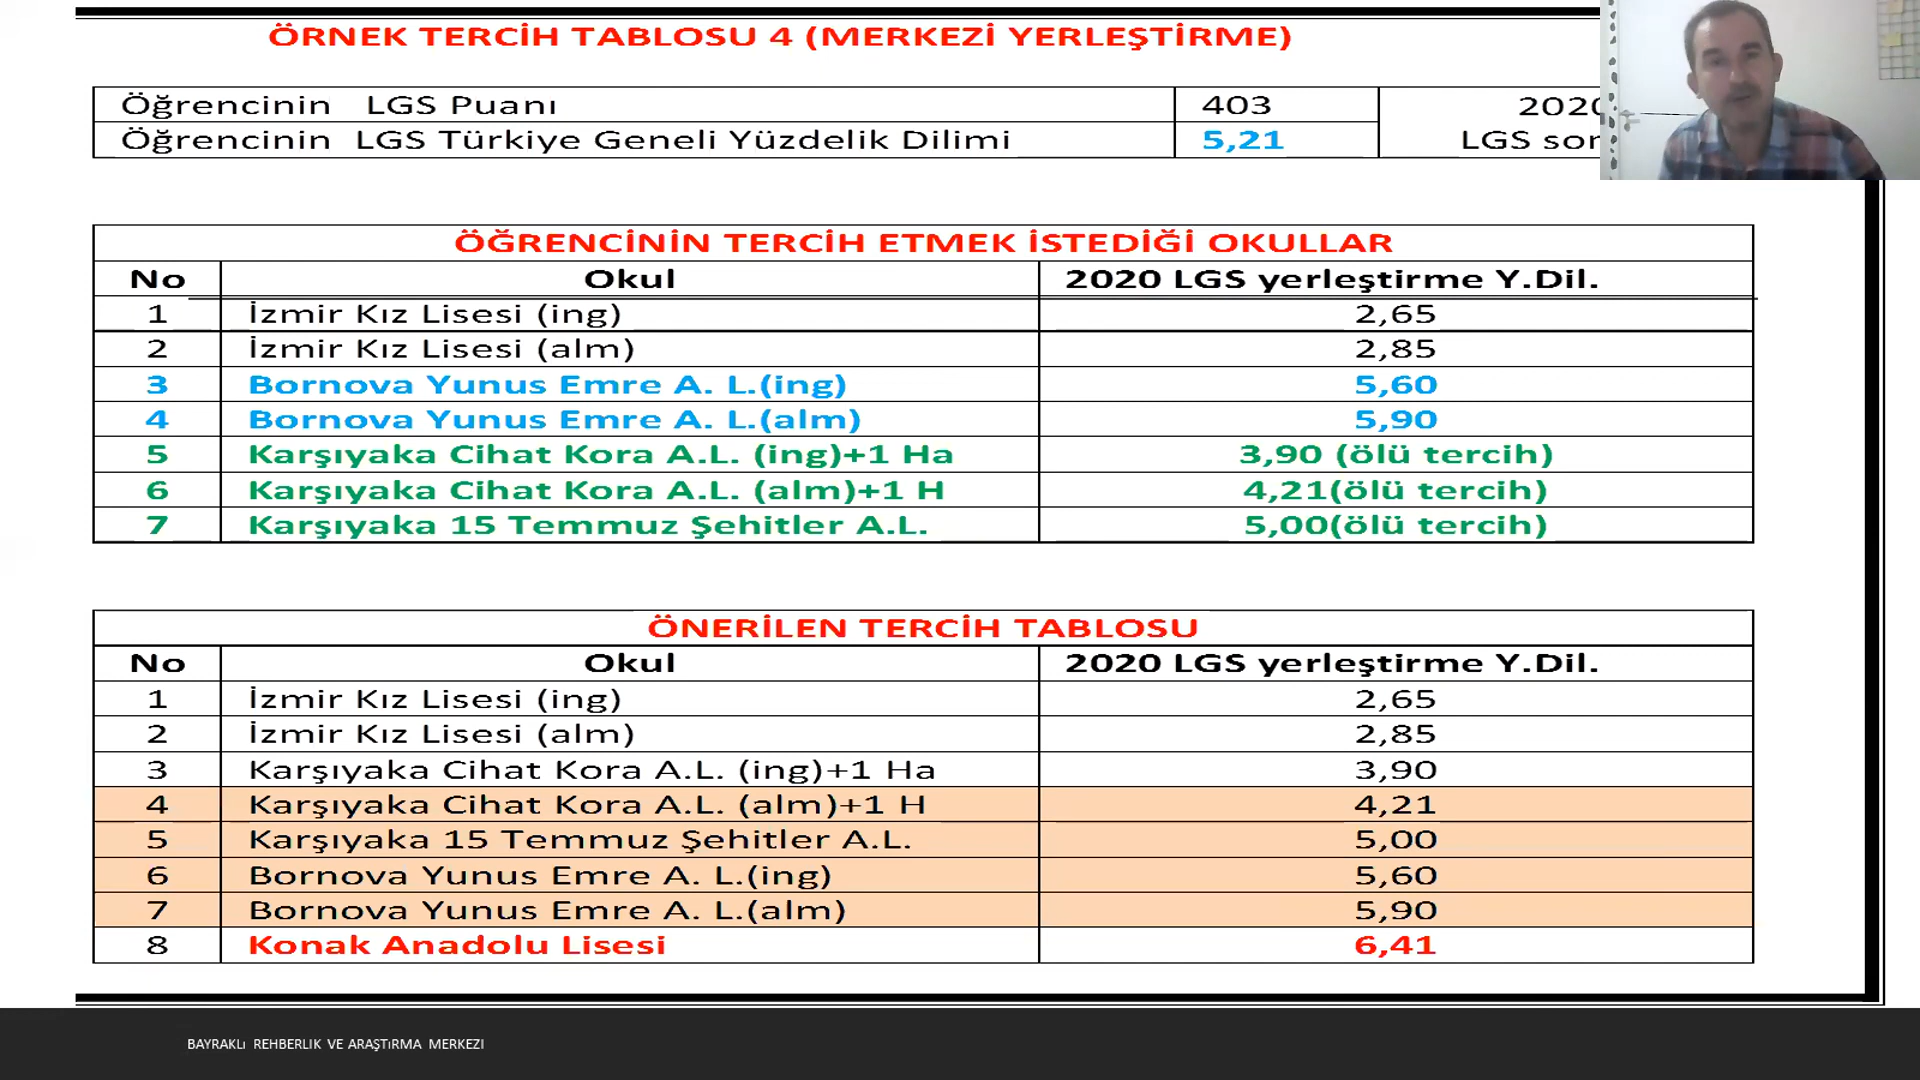 ÖRNEK TERCİH TABLOSU 4 (MERKEZİ YERLEŞTİRME)
Öğrencinin LGS Puanı 403 2020
Öğrencinin LGS Türkiye Geneli Yüzdelik Dilimi 5,21 LGS
ÖĞRENCİNİN TERCİH ETMEK İSTEDİĞİ OKULLAR
No Okul 2020 LGS yerleştirme Y.Dil.
1 İzmir Kız Lisesi (ing) 2,65
2 İzmir Kız Lisesi (alm) 2,85
3 Bornova Yunus Emre A. L.(ing) 5,60
4 Bornova Yunus Emre A. L.(alm) 5,90
5 Karşıyaka Cihat Kora A.L. (ing)+1 Ha 3,90 (ölü tercih)
6 Karşıyaka Cihat Kora A.L. (alm)+1 H 4,21(ölü tercih)
7 Karşıyaka 15 Temmuz Şehitler A.L. 5,00(ölü tercih)
ÖNERİLEN TERCİH TABLOSU
No Okul 2020 LGS yerleştirme Y.Dil.
1 İzmir Kız Lisesi (ing) 2,65
2 İzmir Kız Lisesi (alm) 2,85
3 Karşıyaka Cihat Kora A.L. (ing)+1 Ha 3,90
4 Karşıyaka Cihat Kora A.L. (alm)+1 H 4,21
5 Karşıyaka 15 Temmuz Şehitler A.L. 5,00
6 Bornova Yunus Emre A. L.(ing) 5,60
7 Bornova Yunus Emre A. L.(alm) 5,90
8 Konak Anadolu Lisesi 6,41
BAYRAKLı REHBERLIK VE ARAŞTıRMA MERKEZI